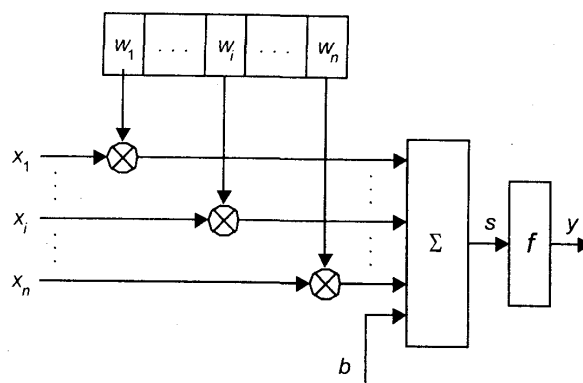 w₁ . . . wᵢ . . . wₙ
x₁
xᵢ
xₙ
Σ
s
f
y
b